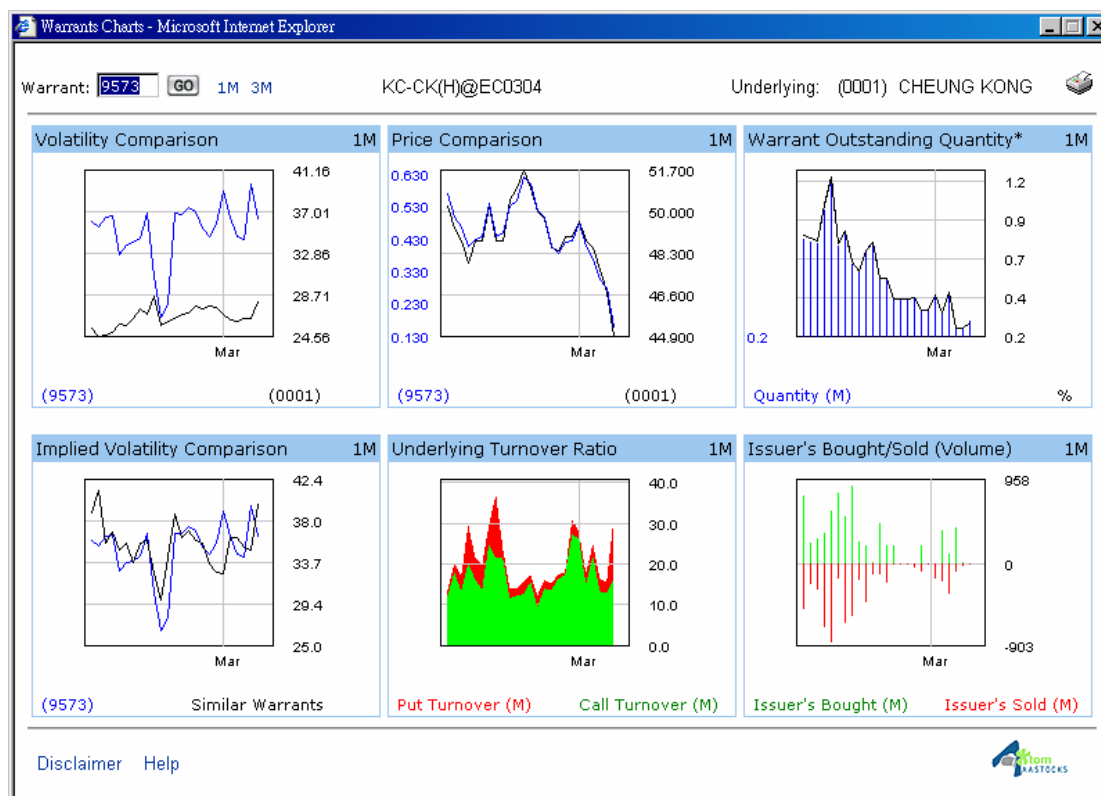 Warrants Charts - Microsoft Internet Explorer
Warrant: 9573 GO 1M 3M KC-CK(H)@EC0304 Underlying: (0001) CHEUNG KONG
Volatility Comparison 1M
41.16
37.01
32.86
28.71
24.56
Mar
(9573) (0001)
Price Comparison 1M
0.630 51.700
0.530 50.000
0.430 48.300
0.330
0.230 46.600
0.130 44.900
Mar
(9573) (0001)
Warrant Outstanding Quantity* 1M
1.2
0.9
0.7
0.4
0.2 0.2
Mar
Quantity (M) %
Implied Volatility Comparison 1M
42.4
38.0
33.7
29.4
25.0
Mar
(9573) Similar Warrants
Underlying Turnover Ratio 1M
40.0
30.0
20.0
10.0
0.0
Mar
Put Turnover (M) Call Turnover (M)
Issuer's Bought/Sold (Volume) 1M
958
0
-903
Mar
Issuer's Bought (M) Issuer's Sold (M)
Disclaimer Help
Atom
AASTOCKS